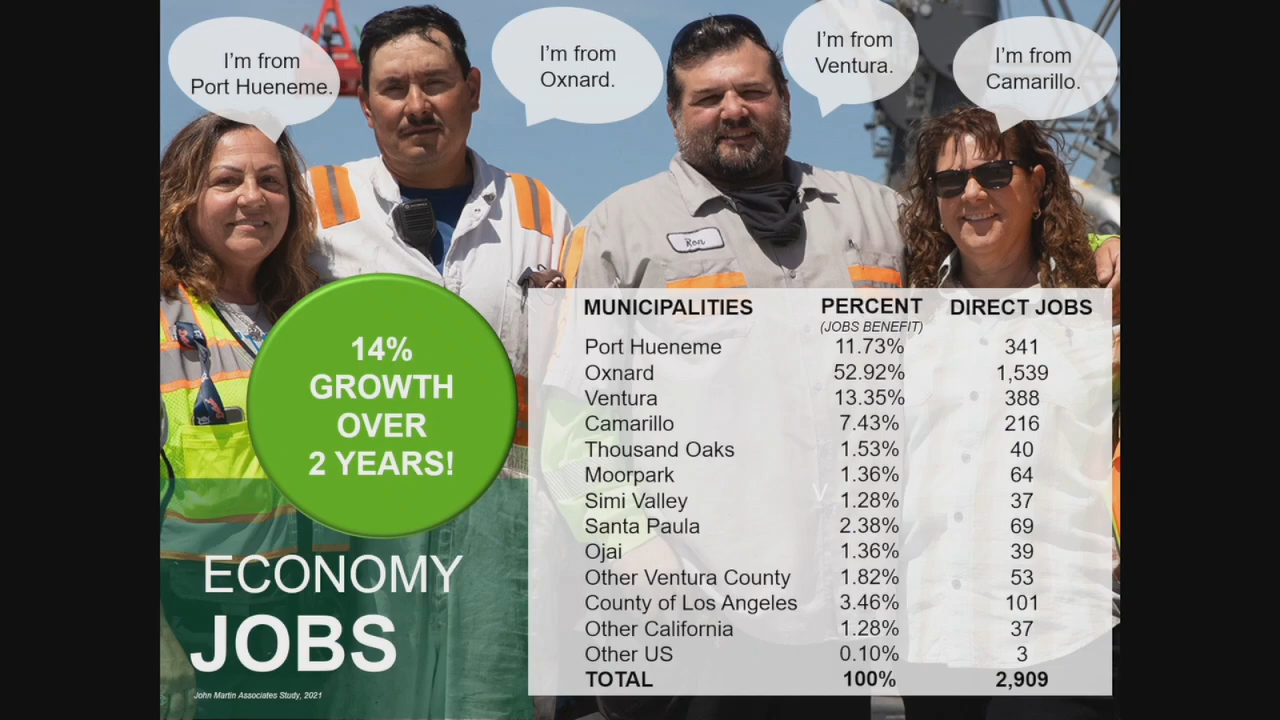 I'm from
Port Hueneme.
I'm from
Oxnard.
I'm from
Ventura.
I'm from
Camarillo.
Ron
14%
GROWTH
OVER
2 YEARS!
ECONOMY
JOBS
John Martin Associates Study, 2021
MUNICIPALITIES PERCENT DIRECT JOBS
(JOBS BENEFIT)
Port Hueneme 11.73% 341
Oxnard 52.92% 1,539
Ventura 13.35% 388
Camarillo 7.43% 216
Thousand Oaks 1.53% 40
Moorpark 1.36% 64
Simi Valley 1.28% 37
Santa Paula 2.38% 69
Ojai 1.36% 39
Other Ventura County 1.82% 53
County of Los Angeles 3.46% 101
Other California 1.28% 37
Other US 0.10% 3
TOTAL 100% 2,909